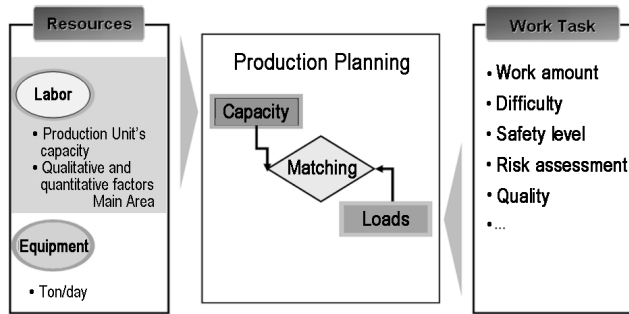 Resources
Labor
• Production Unit's
capacity
• Qualitative and
quantitative factors
Main Area
Equipment
• Ton/day
Production Planning
Capacity
Matching
Loads
Work Task
• Work amount
• Difficulty
• Safety level
• Risk assessment
• Quality
• ...